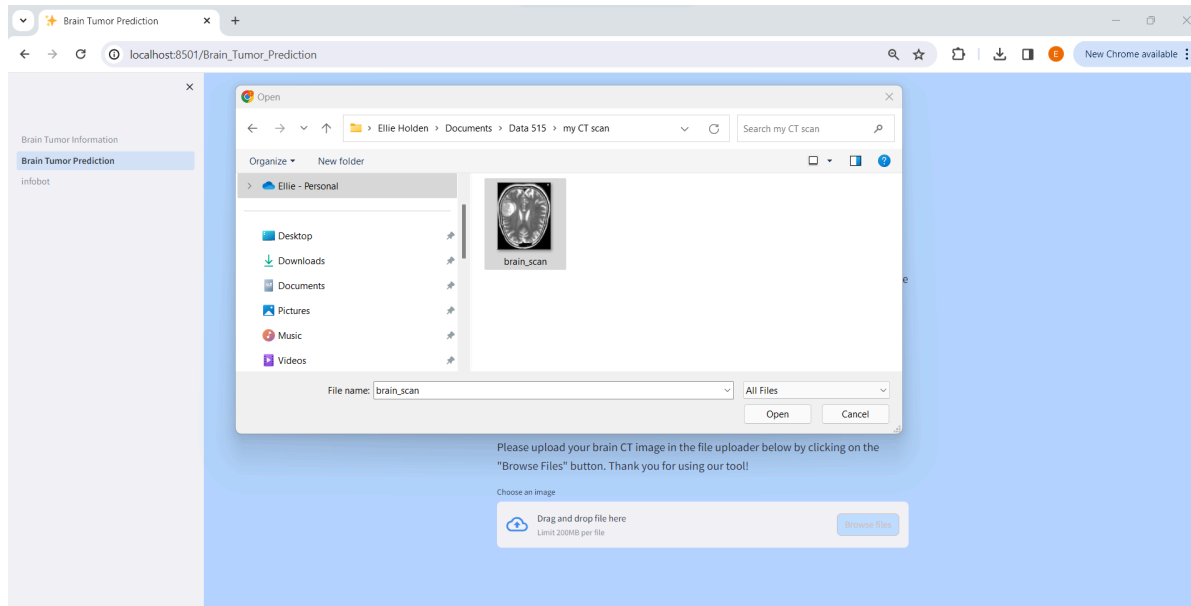 Brain Tumor Prediction
localhost:8501/Brain_Tumor_Prediction
E
New Chrome available
Open
Ellie Holden > Documents > Data 515 > my CT scan
Search my CT scan
Brain Tumor Information
Brain Tumor Prediction
infobot
Organize
New folder
Ellie - Personal
Desktop
Downloads
Documents
Pictures
Music
Videos
brain_scan
e
File name: brain_scan
All Files
Open
Cancel
Please upload your brain CT image in the file uploader below by clicking on the
"Browse Files" button. Thank you for using our tool!
Choose an image
Drag and drop file here
Limit 200MB per file
Browse files